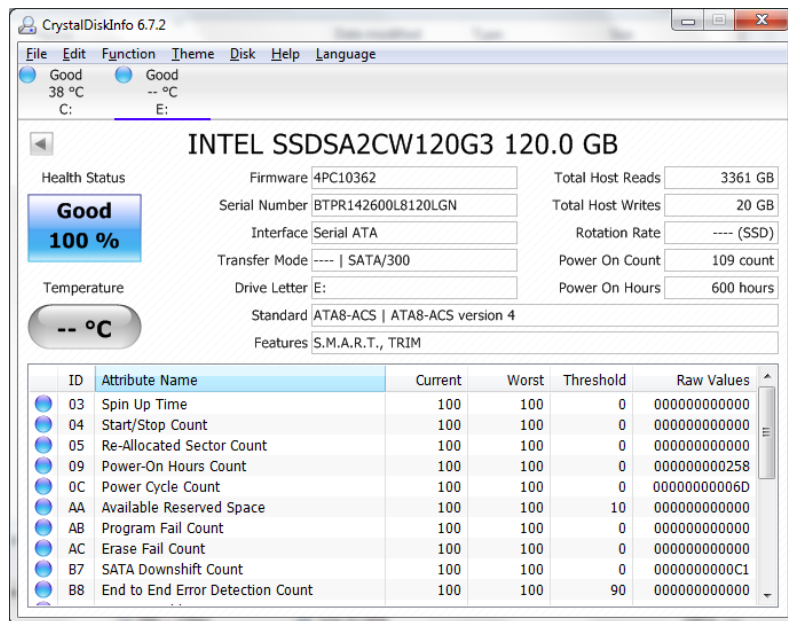 CrystalDiskInfo 6.7.2
File Edit Function Theme Disk Help Language
Good Good
38 °C -- °C
C: E:
INTEL SSDSA2CW120G3 120.0 GB
Health Status Firmware 4PC10362 Total Host Reads 3361 GB
Good Serial Number BTPR142600L8120LGN Total Host Writes 20 GB
100 % Interface Serial ATA Rotation Rate ---- (SSD)
Transfer Mode ---- | SATA/300 Power On Count 109 count
Temperature Drive Letter E: Power On Hours 600 hours
-- °C Standard ATA8-ACS | ATA8-ACS version 4
Features S.M.A.R.T., TRIM
ID Attribute Name Current Worst Threshold Raw Values
03 Spin Up Time 100 100 0 000000000000
04 Start/Stop Count 100 100 0 000000000000
05 Re-Allocated Sector Count 100 100 0 000000000000
09 Power-On Hours Count 100 100 0 000000000258
0C Power Cycle Count 100 100 0 00000000006D
AA Available Reserved Space 100 100 10 000000000000
AB Program Fail Count 100 100 0 000000000000
AC Erase Fail Count 100 100 0 000000000000
B7 SATA Downshift Count 100 100 0 0000000000C1
B8 End to End Error Detection Count 100 100 90 000000000000